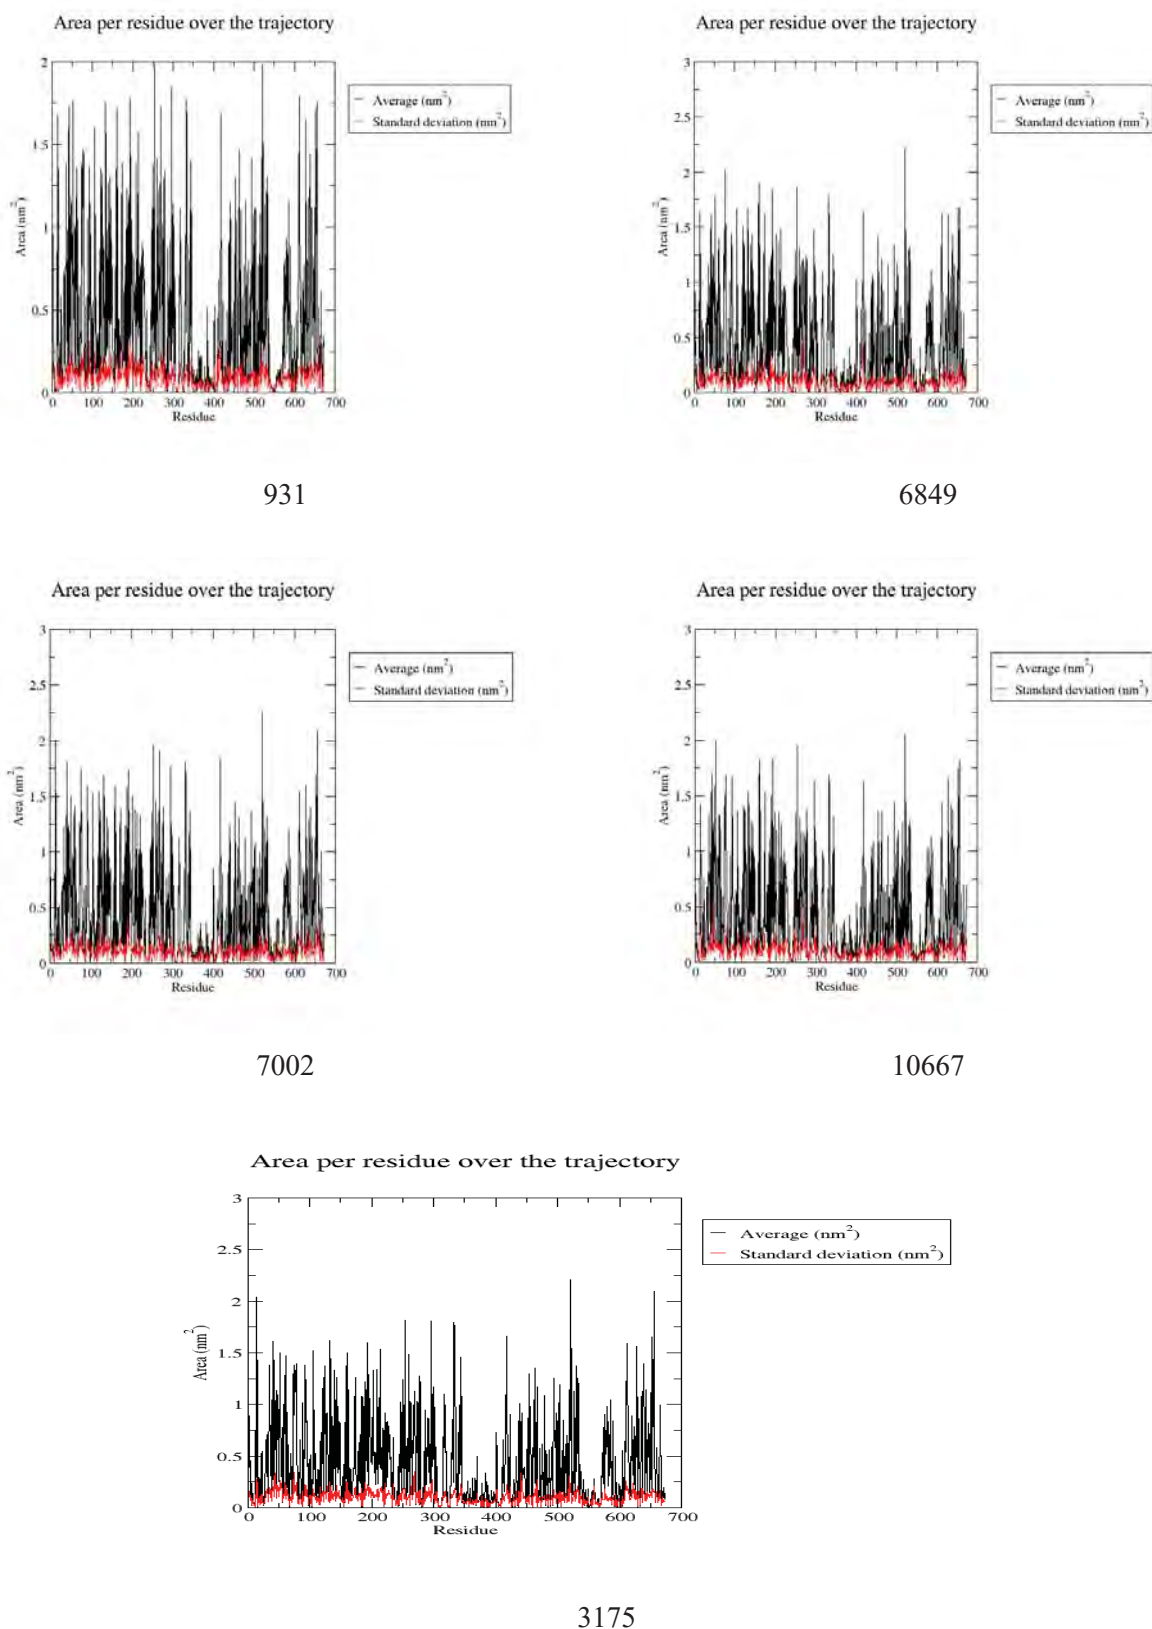 Area per residue over the trajectory
2
1.5
1
0.5
0
Area (nm²)
0 100 200 300 400 500 600 700
Residue
Average (nm²)
Standard deviation (nm²)
931
Area per residue over the trajectory
3
2.5
2
1.5
1
0.5
0
Area (nm²)
0 100 200 300 400 500 600 700
Residue
Average (nm²)
Standard deviation (nm²)
6849
Area per residue over the trajectory
3
2.5
2
1.5
1
0.5
0
Area (nm²)
0 100 200 300 400 500 600 700
Residue
Average (nm²)
Standard deviation (nm²)
7002
Area per residue over the trajectory
3
2.5
2
1.5
1
0.5
0
Area (nm²)
0 100 200 300 400 500 600 700
Residue
Average (nm²)
Standard deviation (nm²)
10667
Area per residue over the trajectory
3
2.5
2
1.5
1
0.5
0
Area (nm²)
0 100 200 300 400 500 600 700
Residue
Average (nm²)
Standard deviation (nm²)
3175